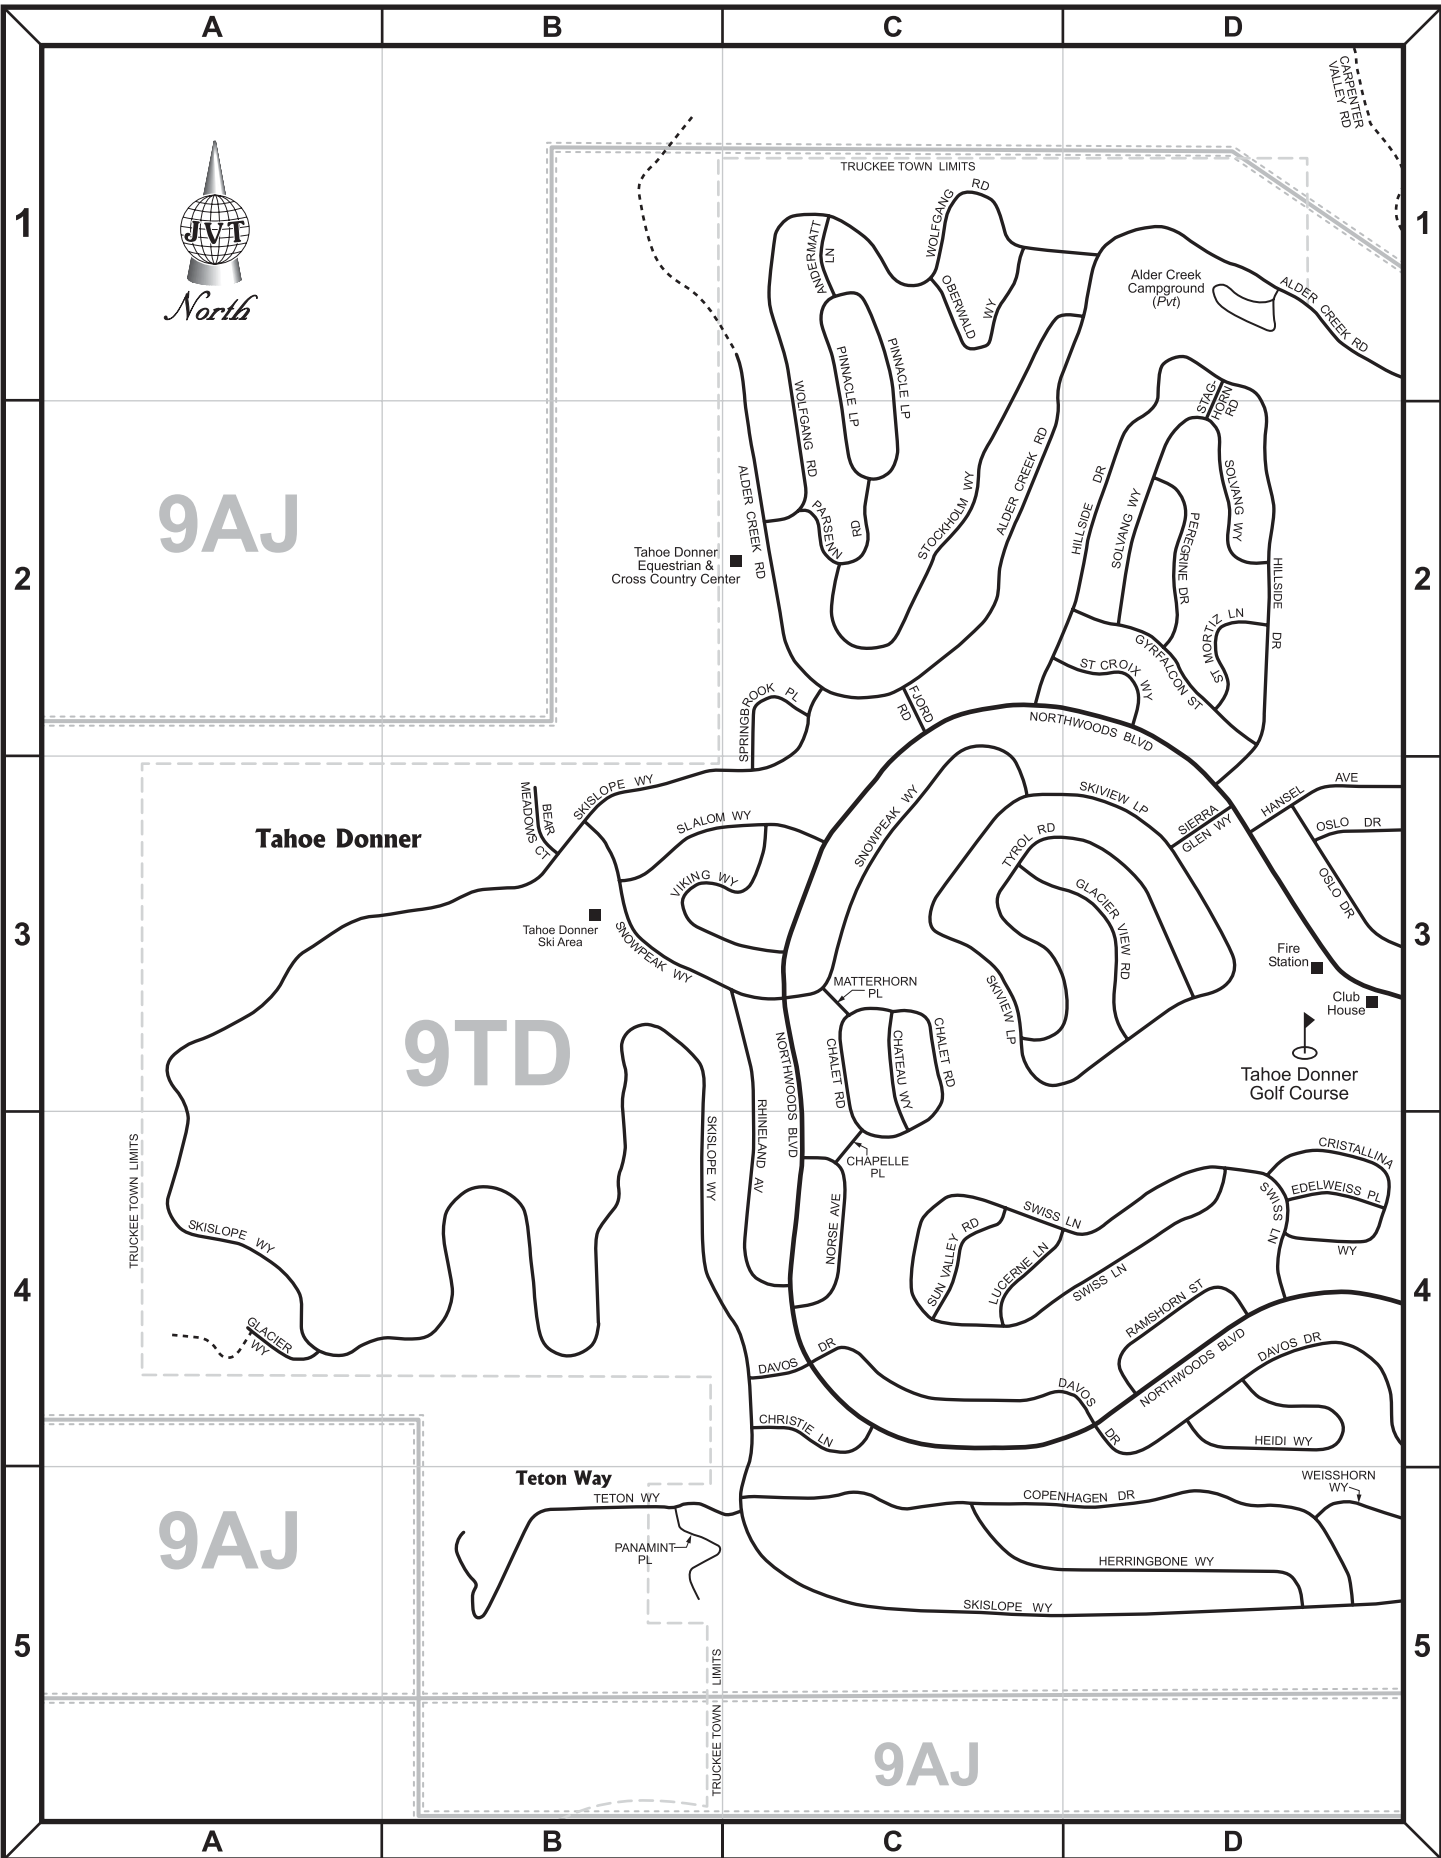 A B C D
CARPENTER
VALLEY RD
TRUCKEE TOWN LIMITS
1 1
JVT
North
WOLFGANG RD
ANDERMATT LN
OBERWALD WY
Alder Creek
Campground
(Pvt)
ALDER CREEK RD
PINNACLE LP
PINNACLE LP
STAG-
HORN
RD
WOLFGANG RD
9AJ
ALDER CREEK RD
PARSENN RD
STOCKHOLM WY
ALDER CREEK RD
HILLSIDE DR
SOLVANG WY
PEREGRINE DR
SOLVANG WY
Tahoe Donner
Equestrian &
Cross Country Center
2 2
HILLSIDE DR
ST MORTIZ LN
GYRFALCON ST
ST CROIX WY
SPRINGBROOK PL
FJORD
RD
NORTHWOODS BLVD
BEAR
MEADOWS CT
SKISLOPE WY
SLALOM WY
SNOWPEAK WY
SKIVIEW LP
SIERRA
GLEN WY
HANSEL AVE
OSLO DR
OSLO DR
Tahoe Donner
TYROL RD
VIKING WY
GLACIER VIEW RD
3 3
Tahoe Donner
Ski Area
SNOWPEAK WY
Fire
Station
Club
House
MATTERHORN
PL
SKIVIEW LP
9TD
NORTHWOODS BLVD
CHALET RD
CHATEAU WY
CHALET RD
Tahoe Donner
Golf Course
TRUCKEE TOWN LIMITS
SKISLOPE WY
RHINELAND AV
CHAPELLE
PL
CRISTALLINA
WY
EDELWEISS PL
SWISS LN
SKISLOPE WY
NORSE AVE
SUN VALLEY RD
SWISS LN
LUCERNE LN
SWISS LN
4 4
RAMSHORN ST
GLACIER
WY
DAVOS DR
NORTHWOODS BLVD
DAVOS DR
DAVOS DR
CHRISTIE LN
HEIDI WY
Teton Way
WEISSHORN
WY
TETON WY
COPENHAGEN DR
9AJ
PANAMINT
PL
HERRINGBONE WY
SKISLOPE WY
5 5
TRUCKEE TOWN LIMITS
9AJ
A B C D